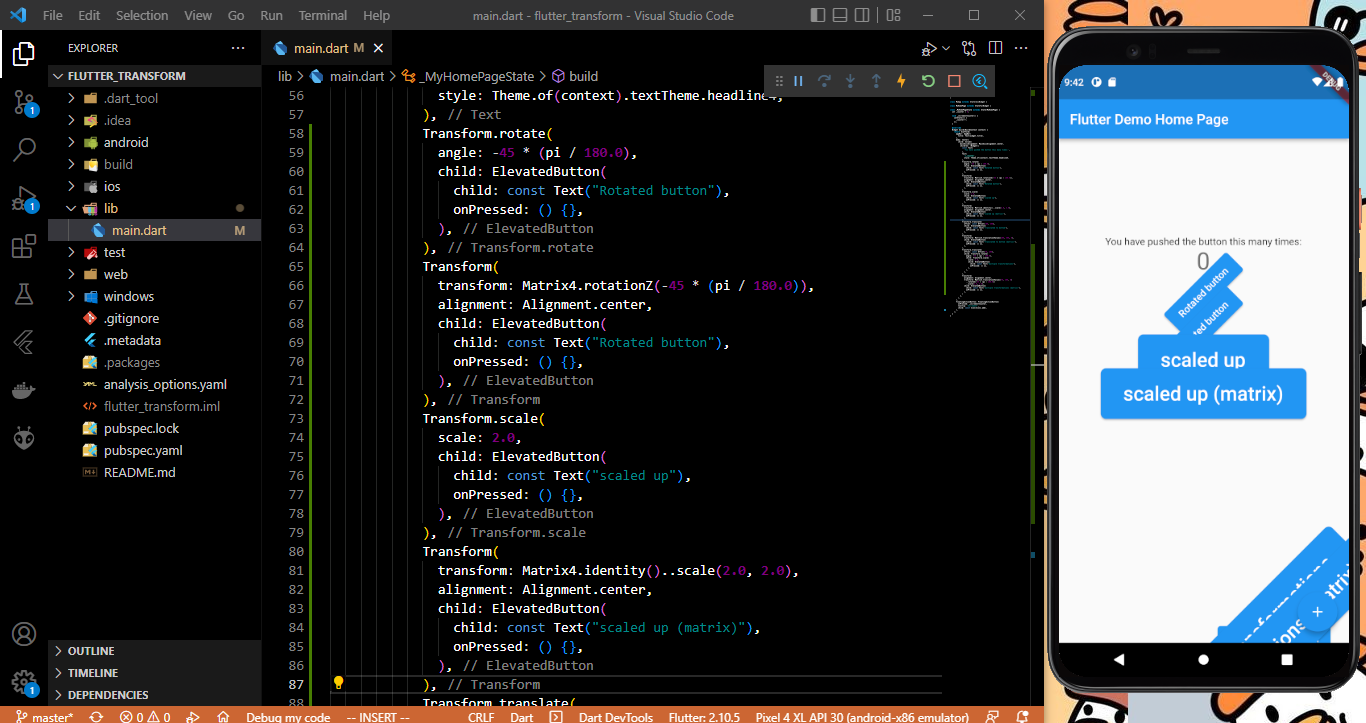 File Edit Selection View Go Run Terminal Help
main.dart - flutter_transform - Visual Studio Code
EXPLORER
FLUTTER_TRANSFORM
.dart_tool
.idea
android
build
ios
lib
main.dart M
test
web
windows
.gitignore
.metadata
.packages
analysis_options.yaml
flutter_transform.iml
pubspec.lock
pubspec.yaml
README.md
OUTLINE
TIMELINE
DEPENDENCIES
1
1
1
main.dart M
lib > main.dart > _MyHomePageState > build
56 style: Theme.of(context).textTheme.headline4,
57 ), // Text
58 Transform.rotate(
59 angle: -45 * (pi / 180.0),
60 child: ElevatedButton(
61 child: const Text("Rotated button"),
62 onPressed: () {},
63 ), // ElevatedButton
64 ), // Transform.rotate
65 Transform(
66 transform: Matrix4.rotationZ(-45 * (pi / 180.0)),
67 alignment: Alignment.center,
68 child: ElevatedButton(
69 child: const Text("Rotated button"),
70 onPressed: () {},
71 ), // ElevatedButton
72 ), // Transform
73 Transform.scale(
74 scale: 2.0,
75 child: ElevatedButton(
76 child: const Text("scaled up"),
77 onPressed: () {},
78 ), // ElevatedButton
79 ), // Transform.scale
80 Transform(
81 transform: Matrix4.identity()..scale(2.0, 2.0),
82 alignment: Alignment.center,
83 child: ElevatedButton(
84 child: const Text("scaled up (matrix)"),
85 onPressed: () {},
86 ), // ElevatedButton
87 ), // Transform
88 Transform.translate(
master* 0 0 Debug my code -- INSERT -- CRLF Dart Dart DevTools Flutter: 2.10.5 Pixel 4 XL API 30 (android-x86 emulator)
9:42
Flutter Demo Home Page
You have pushed the button this many times:
0
Rotated button
ted button
scaled up
scaled up (matrix)